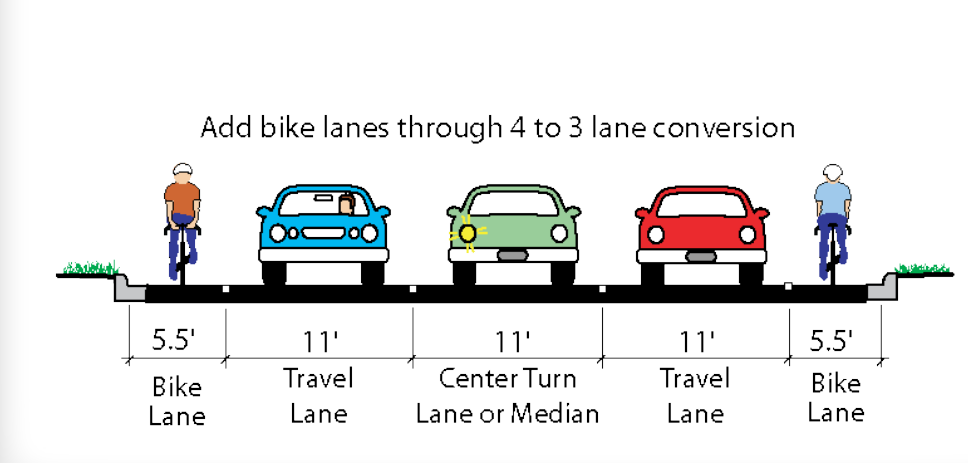 Add bike lanes through 4 to 3 lane conversion
5.5' 11' 11' 11' 5.5'
Bike Lane
Travel Lane
Center Turn Lane or Median
Travel Lane
Bike Lane